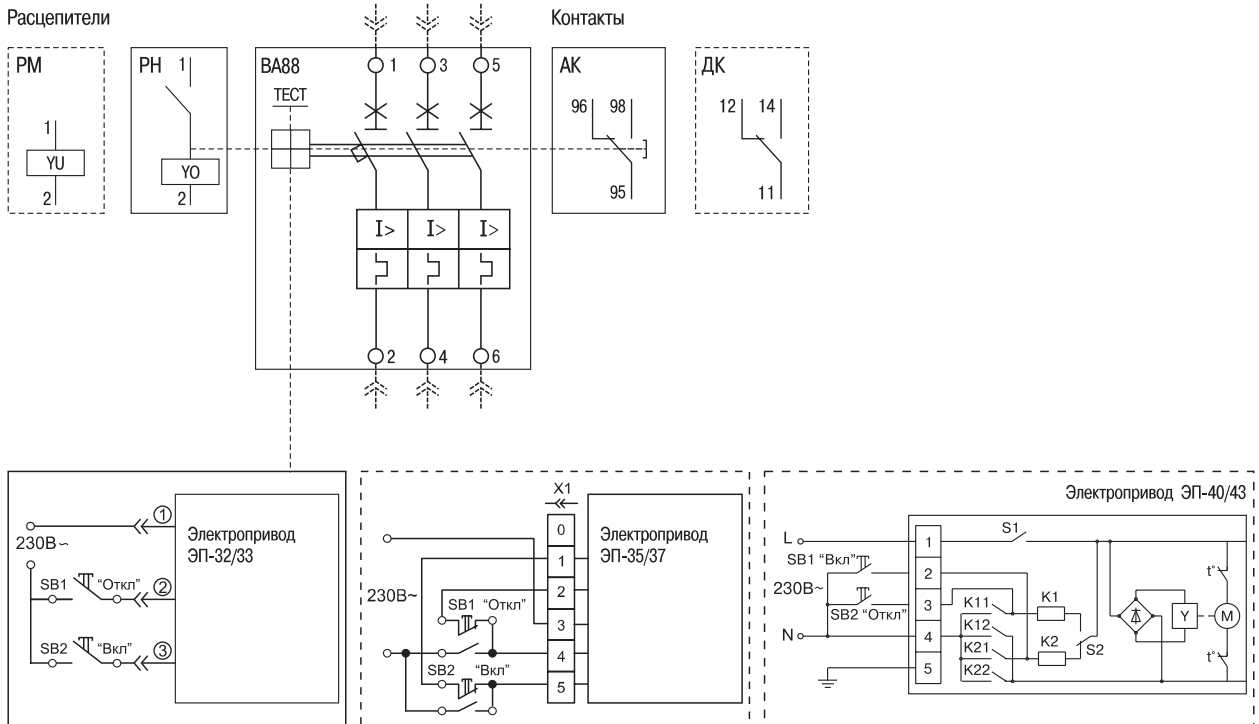 Расцепители
Контакты
РМ
1
YU
2
РН
1
YO
2
ВА88
ТЕСТ
1
3
5
I>
I>
I>
2
4
6
АК
96
98
95
ДК
12
14
11
1
230В~
Электропривод
ЭП-32/33
SB1
"Откл"
2
SB2
"Вкл"
3
X1
0
1
2
3
4
5
Электропривод
ЭП-35/37
230В~
SB1 "Откл"
SB2 "Вкл"
Электропривод ЭП-40/43
L
SB1 "Вкл"
230В~
SB2 "Откл"
N
1
2
3
4
5
S1
K11
K12
K21
K22
K1
K2
S2
Y
M
t°
t°